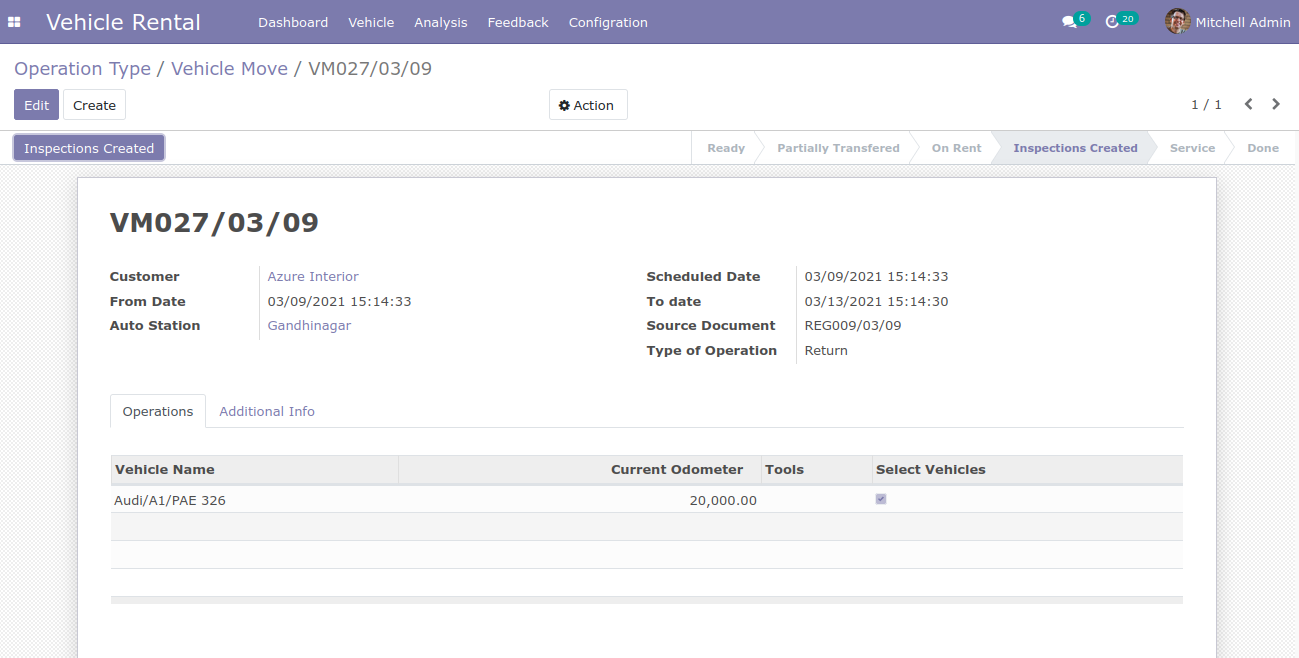 Vehicle Rental Dashboard Vehicle Analysis Feedback Configration 6 20 Mitchell Admin
Operation Type / Vehicle Move / VM027/03/09
Edit Create Action 1 / 1
Inspections Created Ready Partially Transfered On Rent Inspections Created Service Done
VM027/03/09
Customer Azure Interior Scheduled Date 03/09/2021 15:14:33
From Date 03/09/2021 15:14:33 To date 03/13/2021 15:14:30
Auto Station Gandhinagar Source Document REG009/03/09
Type of Operation Return
Operations Additional Info
Vehicle Name Current Odometer Tools Select Vehicles
Audi/A1/PAE 326 20,000.00